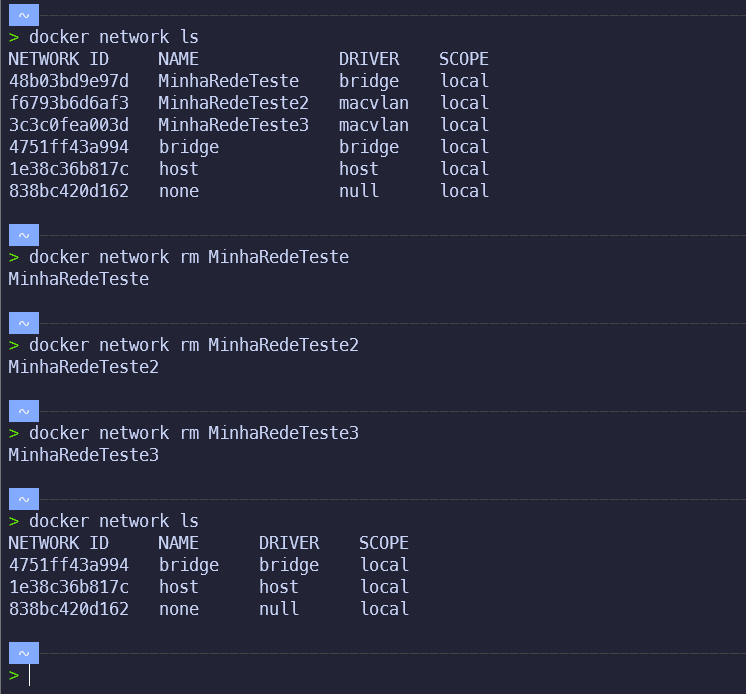 ~
> docker network ls
NETWORK ID     NAME              DRIVER    SCOPE
48b03bd9e97d   MinhaRedeTeste    bridge    local
f6793b6d6af3   MinhaRedeTeste2   macvlan   local
3c3c0fea003d   MinhaRedeTeste3   macvlan   local
4751ff43a994   bridge            bridge    local
1e38c36b817c   host              host      local
838bc420d162   none              null      local
~
> docker network rm MinhaRedeTeste
MinhaRedeTeste
~
> docker network rm MinhaRedeTeste2
MinhaRedeTeste2
~
> docker network rm MinhaRedeTeste3
MinhaRedeTeste3
~
> docker network ls
NETWORK ID     NAME      DRIVER    SCOPE
4751ff43a994   bridge    bridge    local
1e38c36b817c   host      host      local
838bc420d162   none      null      local
~
>